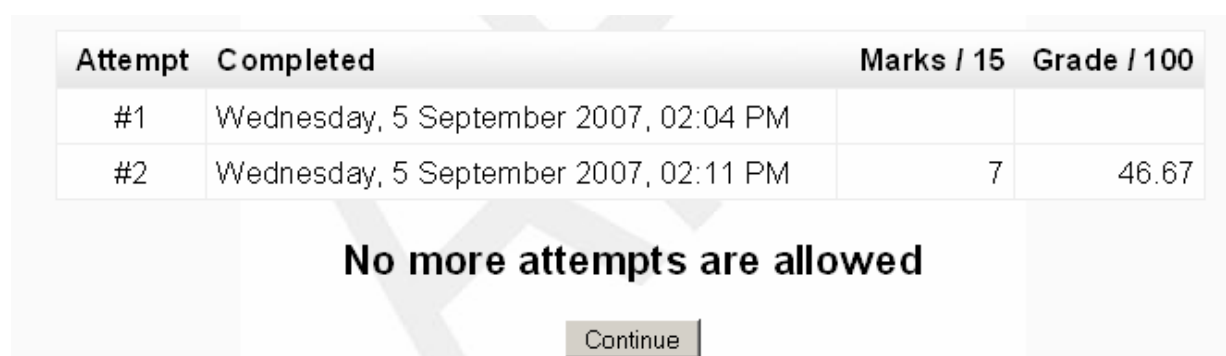 Attempt Completed Marks / 15 Grade / 100
#1 Wednesday, 5 September 2007, 02:04 PM
#2 Wednesday, 5 September 2007, 02:11 PM 7 46.67
No more attempts are allowed
Continue